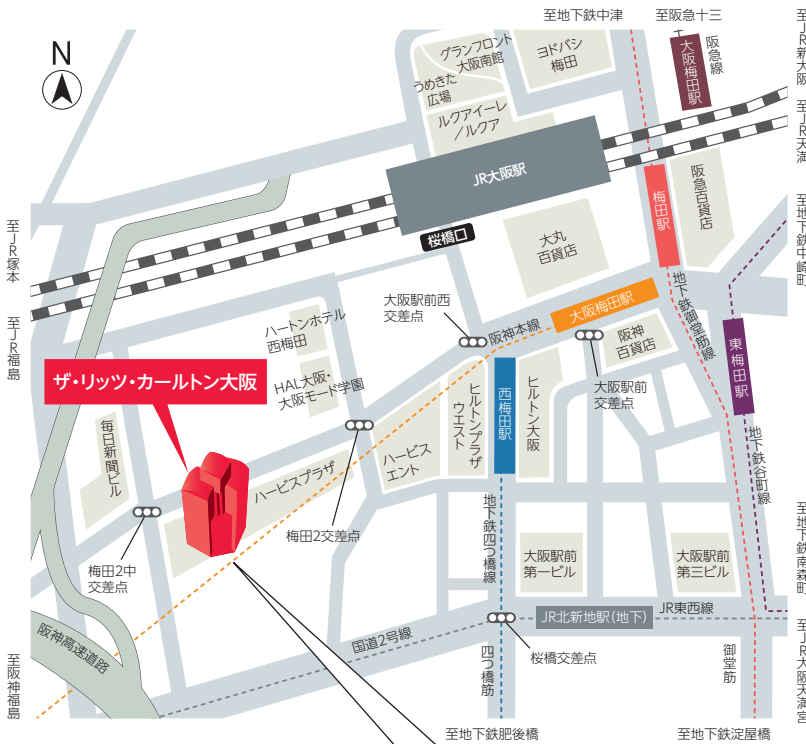 至地下鉄中津
至阪急十三
至JR新大阪
至JR天満
N
グランフロント
大阪南館
うめきた
広場
ヨドバシ
梅田
大阪梅田駅
阪急線
ルクアイーレ
/ルクア
JR大阪駅
梅田駅
阪急百貨店
至JR塚本
至JR福島
桜橋口
大丸
百貨店
至地下鉄中崎町
大阪駅前西
交差点
阪神本線
大阪梅田駅
地下鉄御堂筋線
ハートンホテル
西梅田
阪神
百貨店
東梅田駅
HAL大阪・
大阪モード学園
ザ・リッツ・カールトン大阪
ヒルトンプラザ
ウエスト
西梅田駅
ヒルトン大阪
大阪駅前
交差点
毎日新聞ビル
ハービスプラザ
ハービス
エント
地下鉄谷町線
梅田2交差点
地下鉄四つ橋線
至地下鉄南森町
梅田2中
交差点
大阪駅前
第一ビル
大阪駅前
第三ビル
JR北新地駅(地下)
JR東西線
阪神高速道路
国道2号線
桜橋交差点
四つ橋筋
御堂筋
至阪神福島
至JR大阪天満宮
至地下鉄肥後橋
至地下鉄淀屋橋